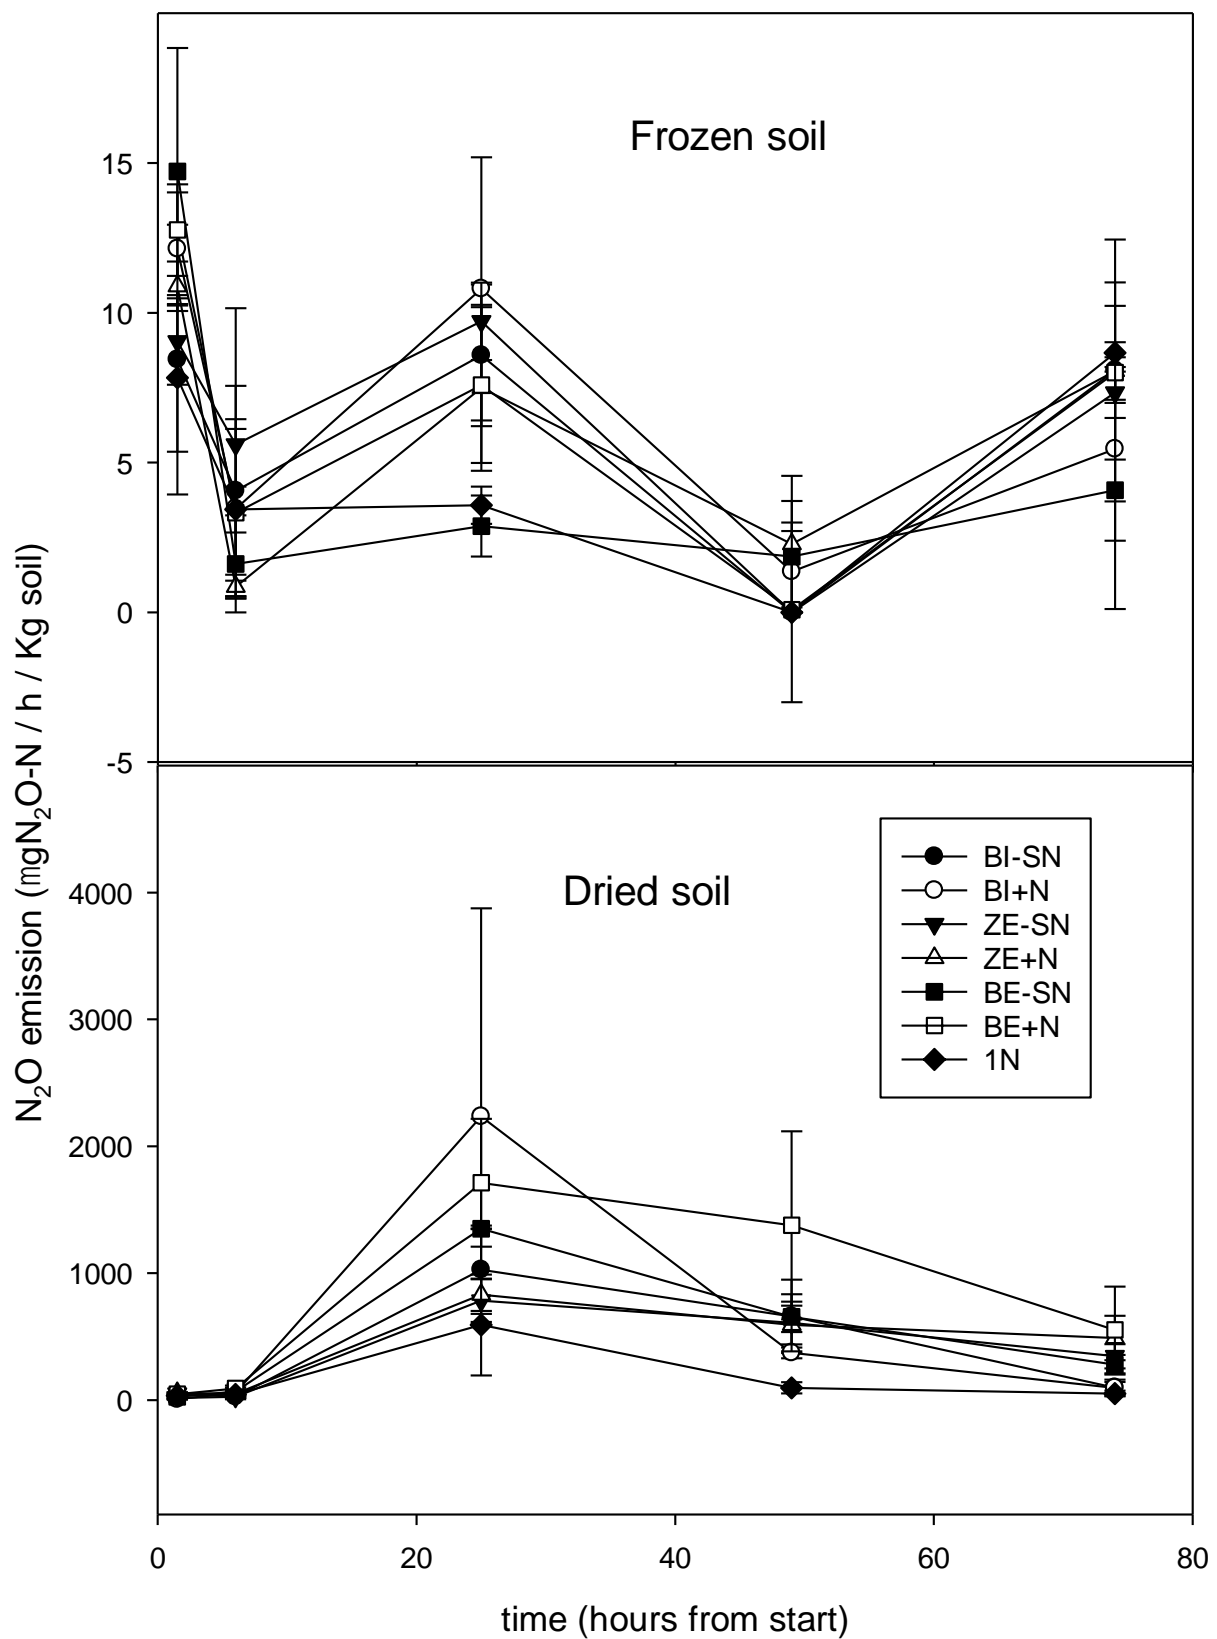 Frozen soil
15
10
5
0
-5
N₂O emission (mgN₂O-N / h / Kg soil)
Dried soil
4000
3000
2000
1000
0
BI-SN
BI+N
ZE-SN
ZE+N
BE-SN
BE+N
1N
0 20 40 60 80
time (hours from start)